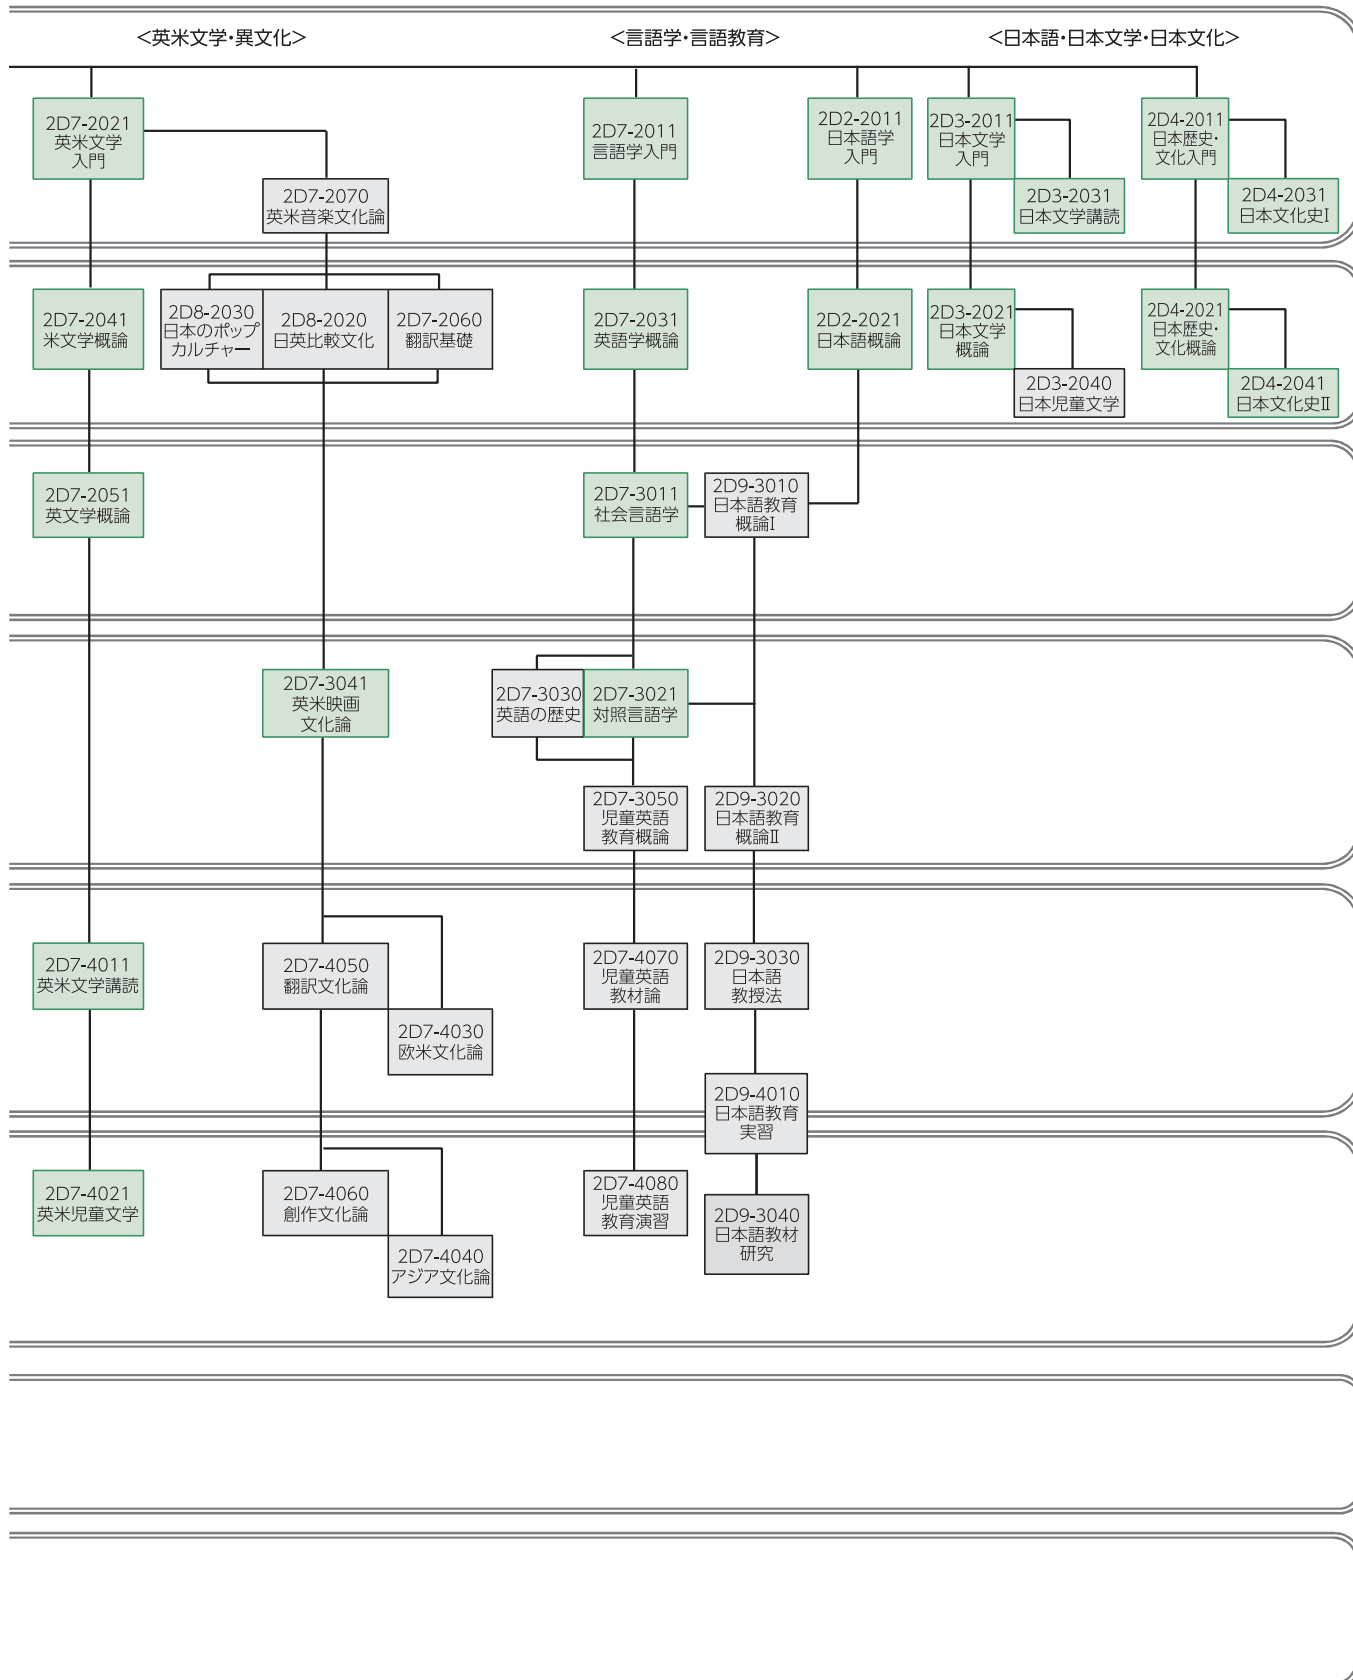 <英米文学・異文化>
<言語学・言語教育>
<日本語・日本文学・日本文化>
2D7-2021
英米文学
入門
2D7-2011
言語学入門
2D2-2011
日本語学
入門
2D3-2011
日本文学
入門
2D4-2011
日本歴史・
文化入門
2D7-2070
英米音楽文化論
2D3-2031
日本文学講読
2D4-2031
日本文化史Ⅰ
2D7-2041
米文学概論
2D8-2030
日本のポップ
カルチャー
2D8-2020
日英比較文化
2D7-2060
翻訳基礎
2D7-2031
英語学概論
2D2-2021
日本語概論
2D3-2021
日本文学
概論
2D4-2021
日本歴史・
文化概論
2D3-2040
日本児童文学
2D4-2041
日本文化史Ⅱ
2D7-2051
英文学概論
2D7-3011
社会言語学
2D9-3010
日本語教育
概論Ⅰ
2D7-3041
英米映画
文化論
2D7-3030
英語の歴史
2D7-3021
対照言語学
2D7-3050
児童英語
教育概論
2D9-3020
日本語教育
概論Ⅱ
2D7-4011
英米文学講読
2D7-4050
翻訳文化論
2D7-4070
児童英語
教材論
2D9-3030
日本語
教授法
2D7-4030
欧米文化論
2D9-4010
日本語教育
実習
2D7-4021
英米児童文学
2D7-4060
創作文化論
2D7-4080
児童英語
教育演習
2D9-3040
日本語教材
研究
2D7-4040
アジア文化論